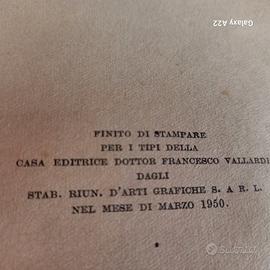 Galaxy A22
FINITO DI STAMPARE
PER I TIPI DELLA
CASA EDITRICE DOTTOR FRANCESCO VALLARDI
DAGLI
STAB. RIUN. D'ARTI GRAFICHE S. A R. L.
NEL MESE DI MARZO 1950.
subito